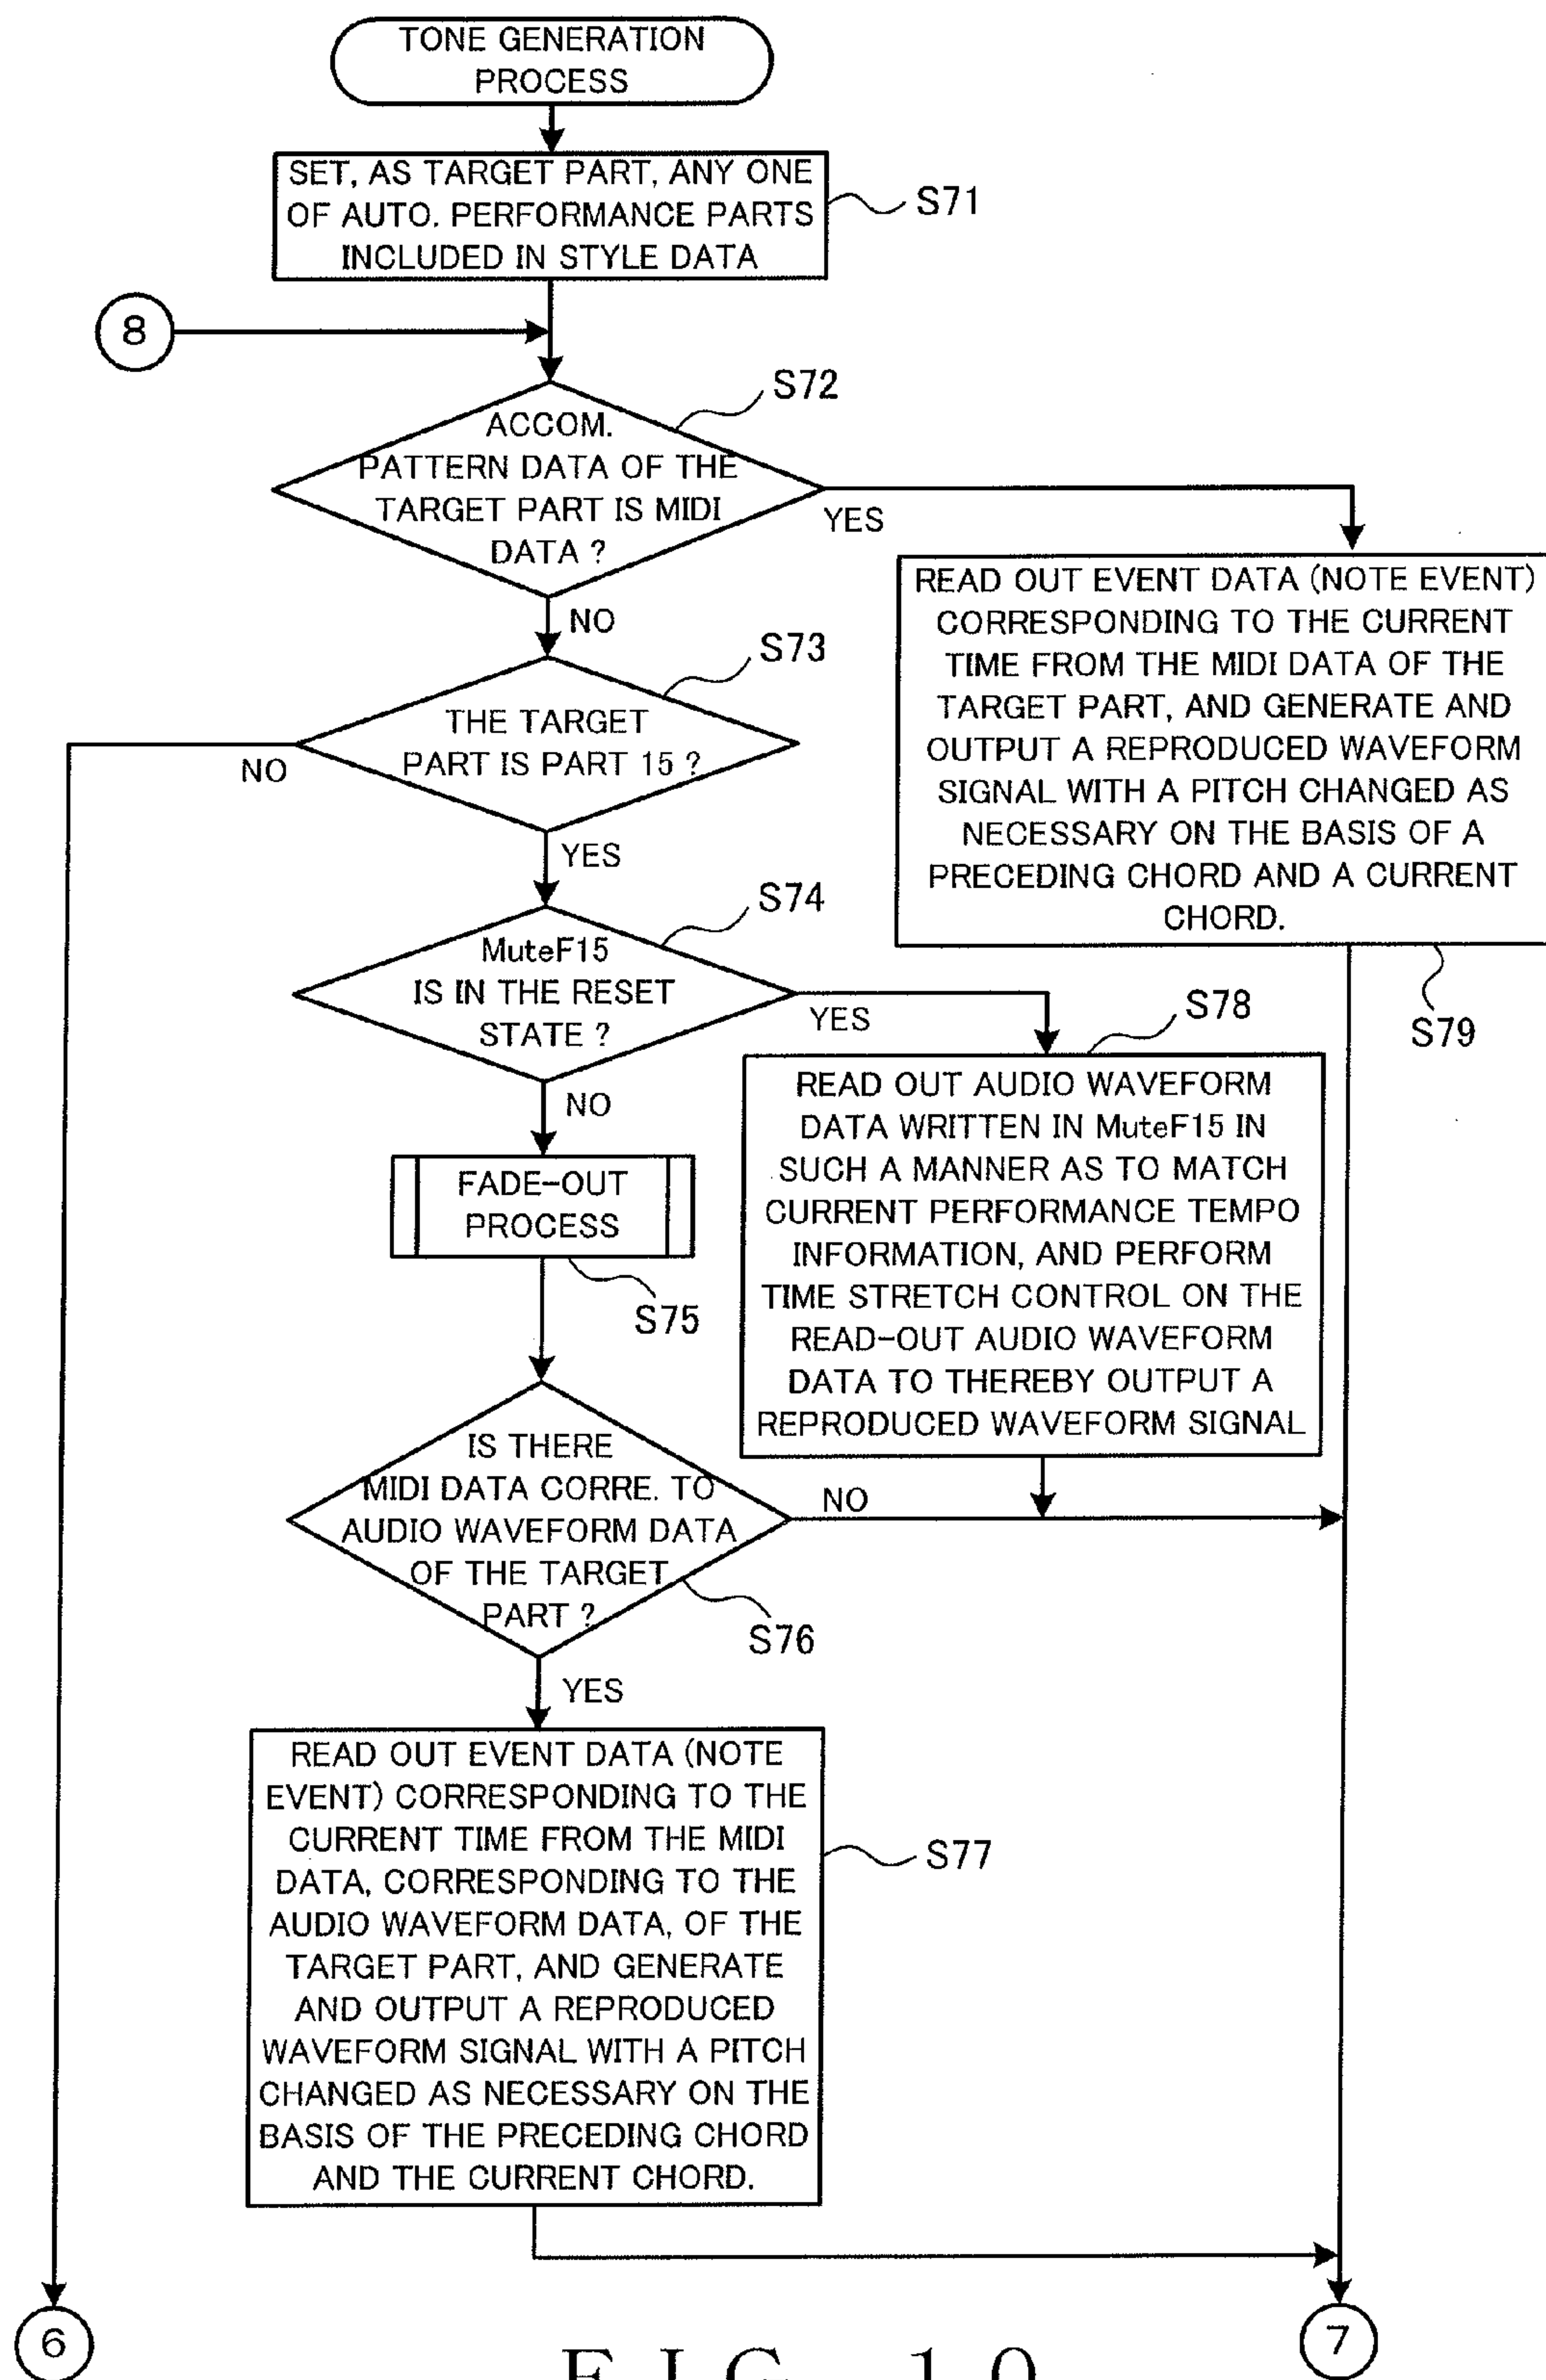 TONE GENERATION
PROCESS
SET, AS TARGET PART, ANY ONE
OF AUTO. PERFORMANCE PARTS
INCLUDED IN STYLE DATA
S71
8
S72
ACCOM.
PATTERN DATA OF THE
TARGET PART IS MIDI
DATA ?
YES
NO
READ OUT EVENT DATA (NOTE EVENT)
CORRESPONDING TO THE CURRENT
TIME FROM THE MIDI DATA OF THE
TARGET PART, AND GENERATE AND
OUTPUT A REPRODUCED WAVEFORM
SIGNAL WITH A PITCH CHANGED AS
NECESSARY ON THE BASIS OF A
PRECEDING CHORD AND A CURRENT
CHORD.
S79
S73
THE TARGET
PART IS PART 15 ?
NO
YES
S74
MuteF15
IS IN THE RESET
STATE ?
YES
NO
S78
READ OUT AUDIO WAVEFORM
DATA WRITTEN IN MuteF15 IN
SUCH A MANNER AS TO MATCH
CURRENT PERFORMANCE TEMPO
INFORMATION, AND PERFORM
TIME STRETCH CONTROL ON THE
READ-OUT AUDIO WAVEFORM
DATA TO THEREBY OUTPUT A
REPRODUCED WAVEFORM SIGNAL
FADE-OUT
PROCESS
S75
IS THERE
MIDI DATA CORRE. TO
AUDIO WAVEFORM DATA
OF THE TARGET
PART ?
NO
S76
YES
READ OUT EVENT DATA (NOTE
EVENT) CORRESPONDING TO THE
CURRENT TIME FROM THE MIDI
DATA, CORRESPONDING TO THE
AUDIO WAVEFORM DATA, OF THE
TARGET PART, AND GENERATE
AND OUTPUT A REPRODUCED
WAVEFORM SIGNAL WITH A PITCH
CHANGED AS NECESSARY ON THE
BASIS OF THE PRECEDING CHORD
AND THE CURRENT CHORD.
S77
6
7
FIG. 10